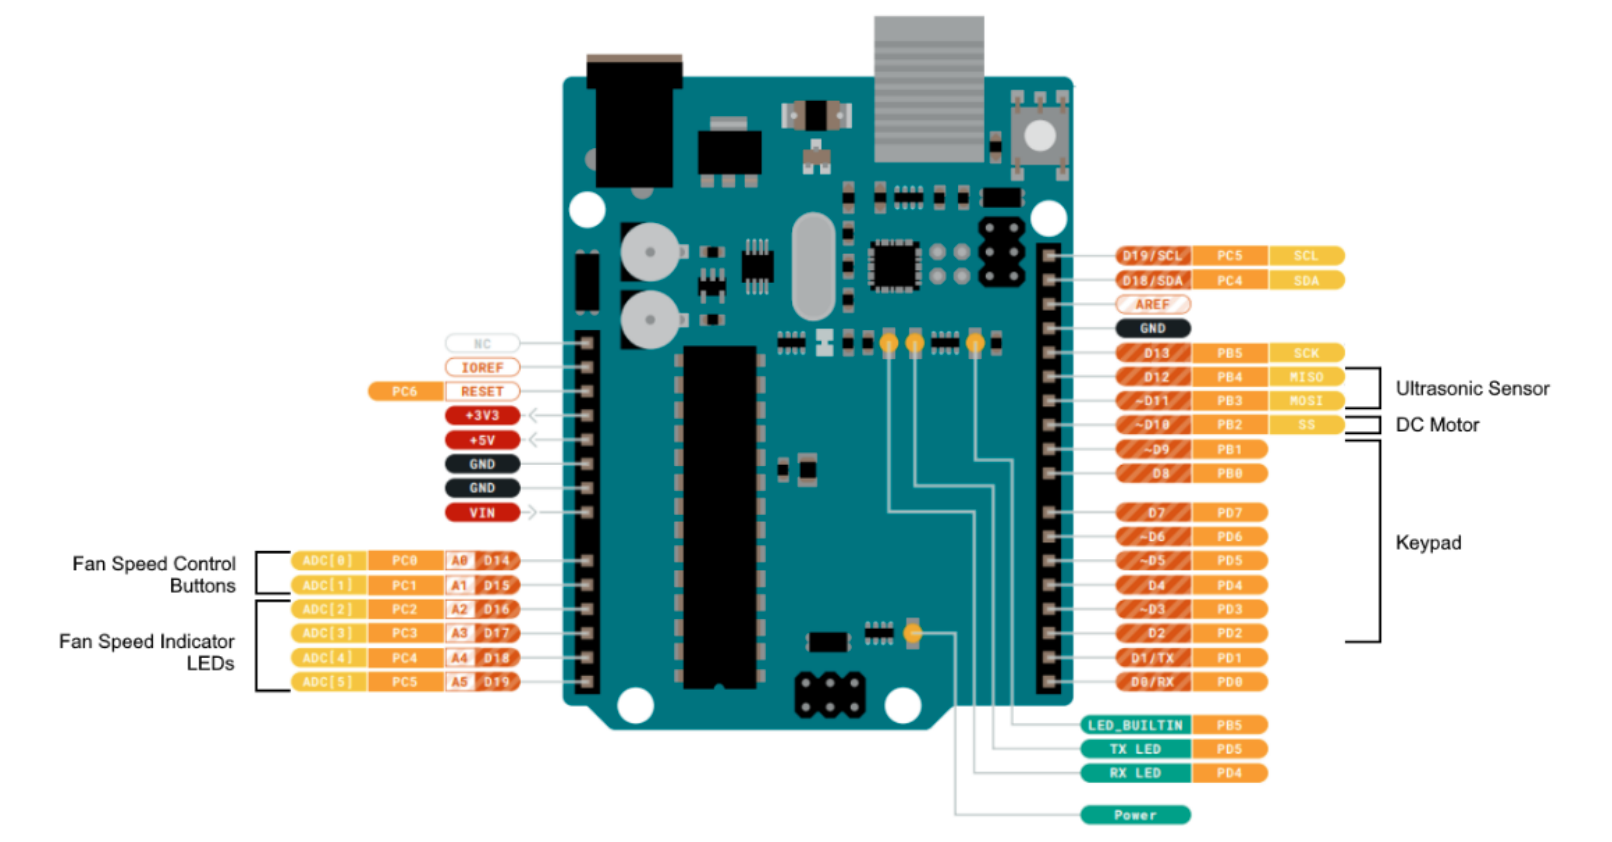 D19/SCL PC5 SCL
D18/SDA PC4 SDA
AREF
GND
NC
D13 PB5 SCK
IOREF
D12 PB4 MISO
Ultrasonic Sensor
PC6 RESET
~D11 PB3 MOSI
+3V3
~D10 PB2 SS
DC Motor
+5V
~D9 PB1
GND
D8 PB0
GND
VIN
D7 PD7
~D6 PD6
Keypad
Fan Speed Control
Buttons
ADC[0] PC0 A0 D14
~D5 PD5
ADC[1] PC1 A1 D15
D4 PD4
ADC[2] PC2 A2 D16
~D3 PD3
Fan Speed Indicator
LEDs
ADC[3] PC3 A3 D17
D2 PD2
ADC[4] PC4 A4 D18
D1/TX PD1
ADC[5] PC5 A5 D19
D0/RX PD0
LED_BUILTIN PB5
TX LED PD5
RX LED PD4
Power